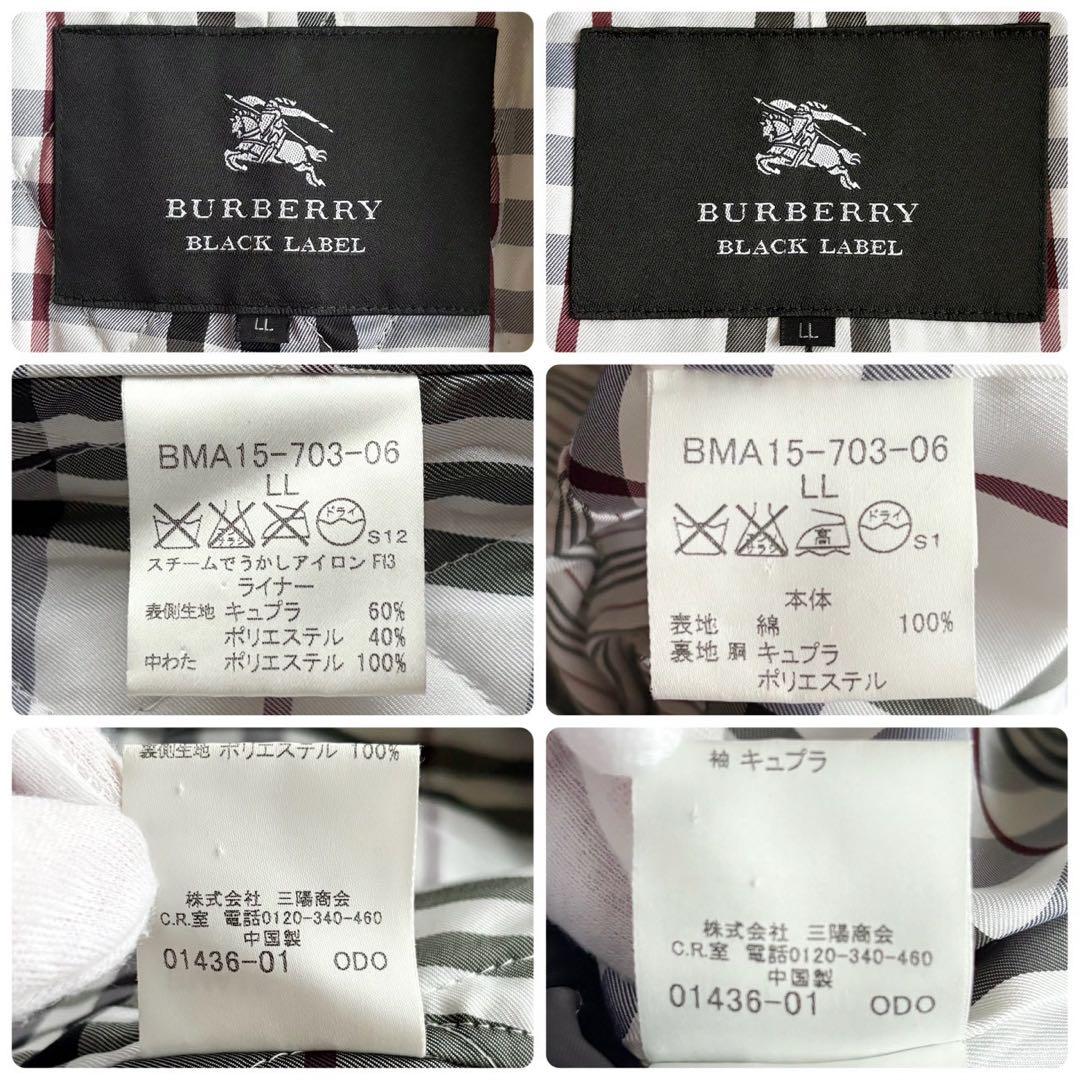 BURBERRY
BLACK LABEL
LL
BURBERRY
BLACK LABEL
LL
BMA15-703-06
LL
ドライ
S12
スチームでうかしアイロン F13
ライナー
表側生地 キュプラ 60%
ポリエステル 40%
中わた ポリエステル 100%
BMA15-703-06
LL
高
ドライ
S1
本体
表地 綿 100%
裏地 胴 キュプラ
ポリエステル
裏側生地 ポリエステル 100%
株式会社 三陽商会
C.R.室 電話0120-340-460
中国製
01436-01 ODO
袖 キュプラ
株式会社 三陽商会
C.R.室 電話0120-340-460
中国製
01436-01 ODO